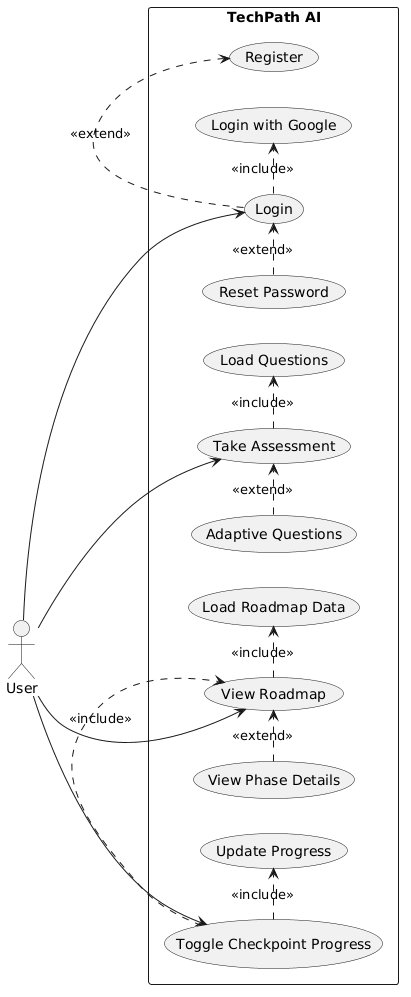 TechPath AI
Register
Login with Google
«extend»
«include»
Login
«extend»
Reset Password
Load Questions
«include»
Take Assessment
«extend»
Adaptive Questions
Load Roadmap Data
«include»
User
View Roadmap
«include»
«extend»
View Phase Details
Update Progress
«include»
Toggle Checkpoint Progress